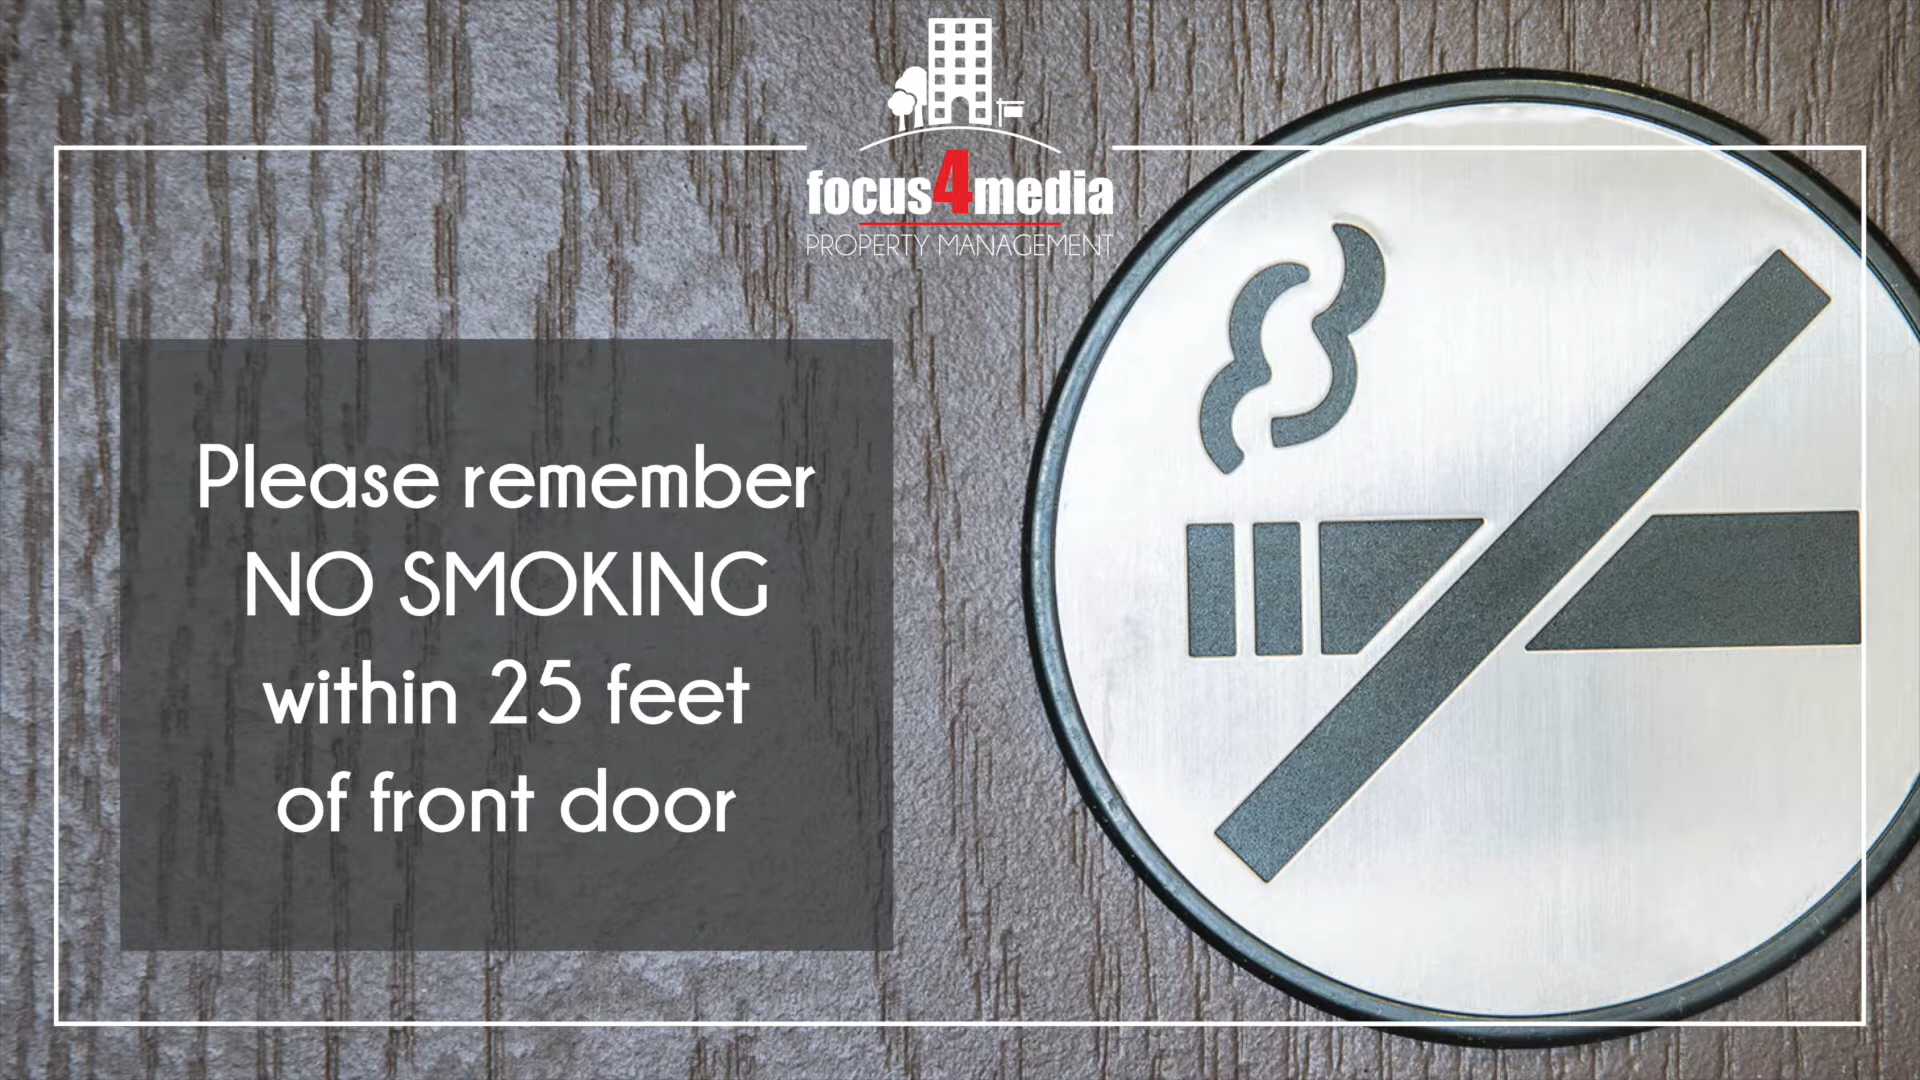 focus4media
PROPERTY MANAGEMENT
Please remember
NO SMOKING
within 25 feet
of front door